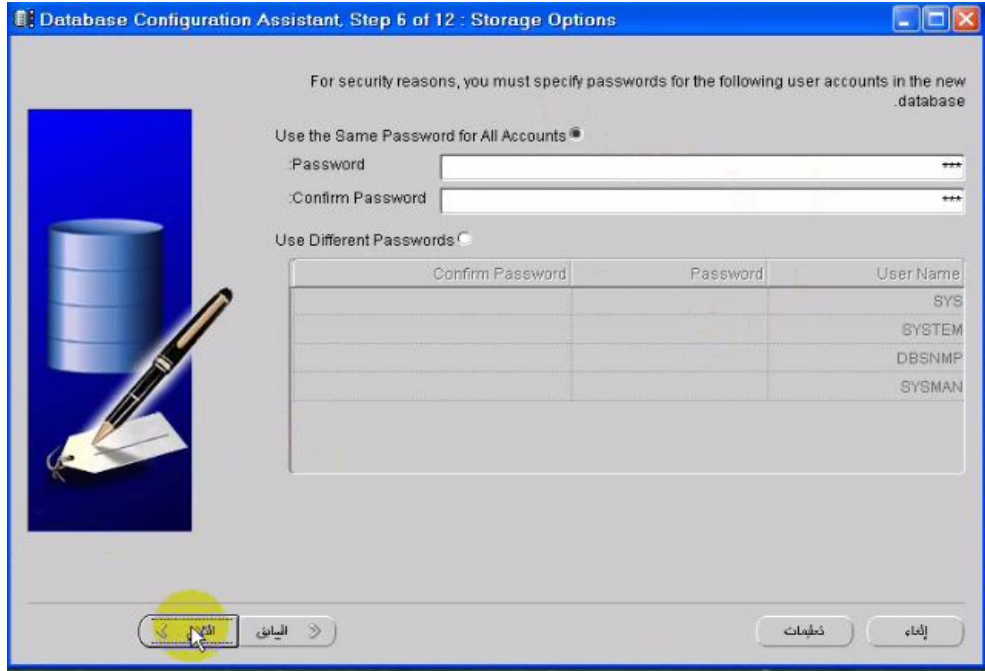 Database Configuration Assistant, Step 6 of 12 : Storage Options
For security reasons, you must specify passwords for the following user accounts in the new
.database
Use the Same Password for All Accounts
:Password
***
:Confirm Password
***
Use Different Passwords
Confirm Password Password User Name
SYS
SYSTEM
DBSNMP
SYSMAN
إلغاء تعليمات السابق